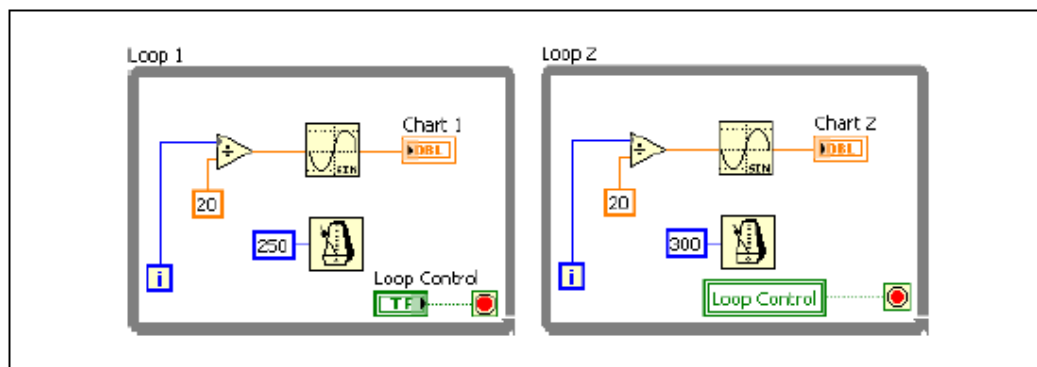 Loop 1
Chart 1
DBL
÷
SIN
20
250
i
Loop Control
TF
Loop 2
Chart 2
DBL
÷
SIN
20
300
i
Loop Control